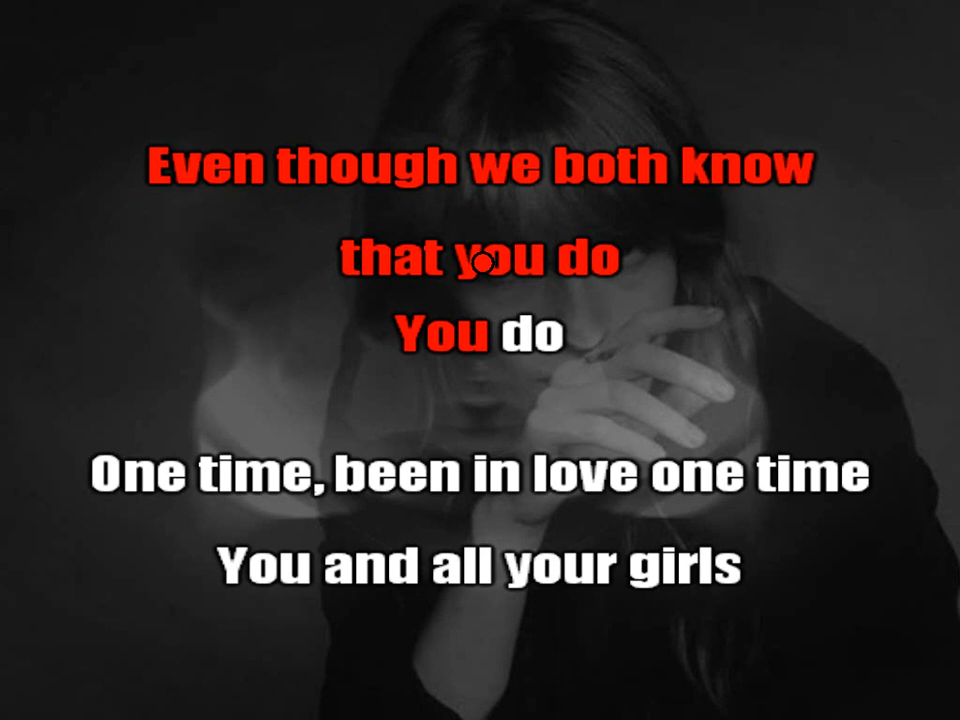 Even though we both know
that you do
You do
One time, been in love one time
You and all your girls